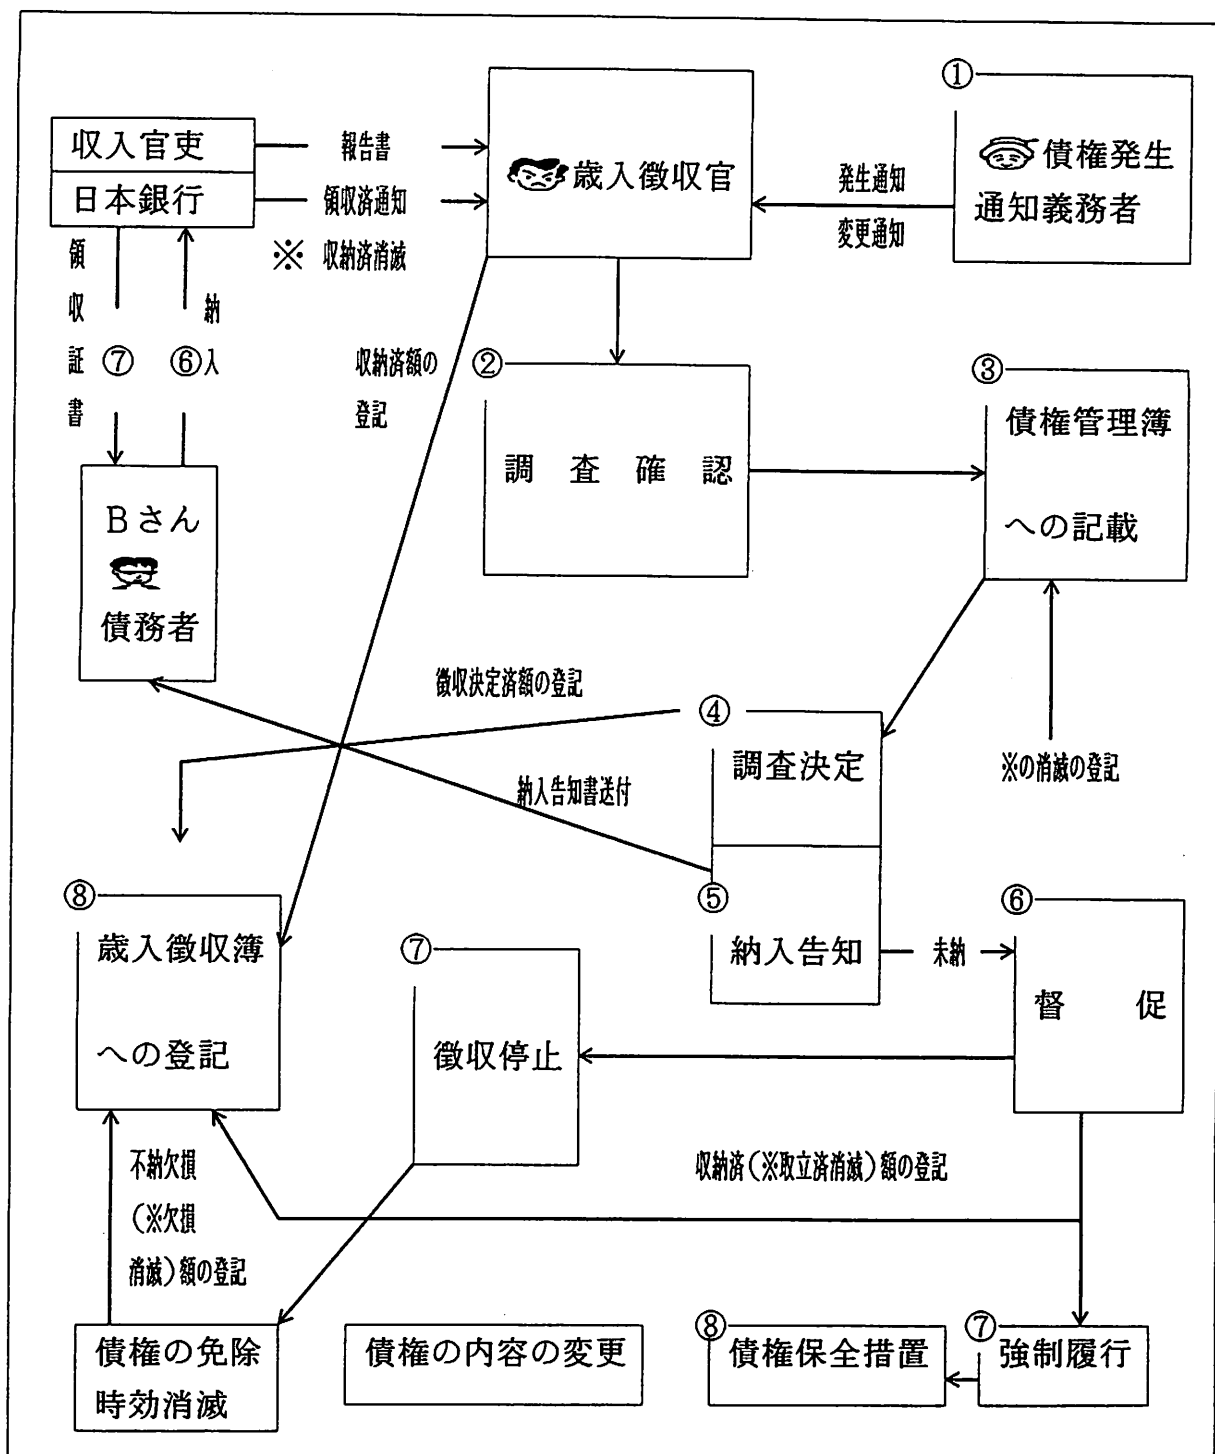 ①
収入官吏
報告書
歳入徴収官
債権発生
日本銀行
領収済通知
発生通知
通知義務者
変更通知
※ 収納済消滅
領収証書
⑦
⑥
納入
収納済額の
登記
②
調査確認
③
債権管理簿
への記載
Bさん
債務者
徴収決定済額の登記
④
調査決定
※の消滅の登記
納入告知書送付
⑤
納入告知
未納
⑥
督促
⑧
歳入徴収簿
への登記
⑦
徴収停止
不納欠損
(※欠損
消滅)額の登記
収納済(※取立済消滅)額の登記
債権の免除
時効消滅
債権の内容の変更
⑧
債権保全措置
⑦
強制履行